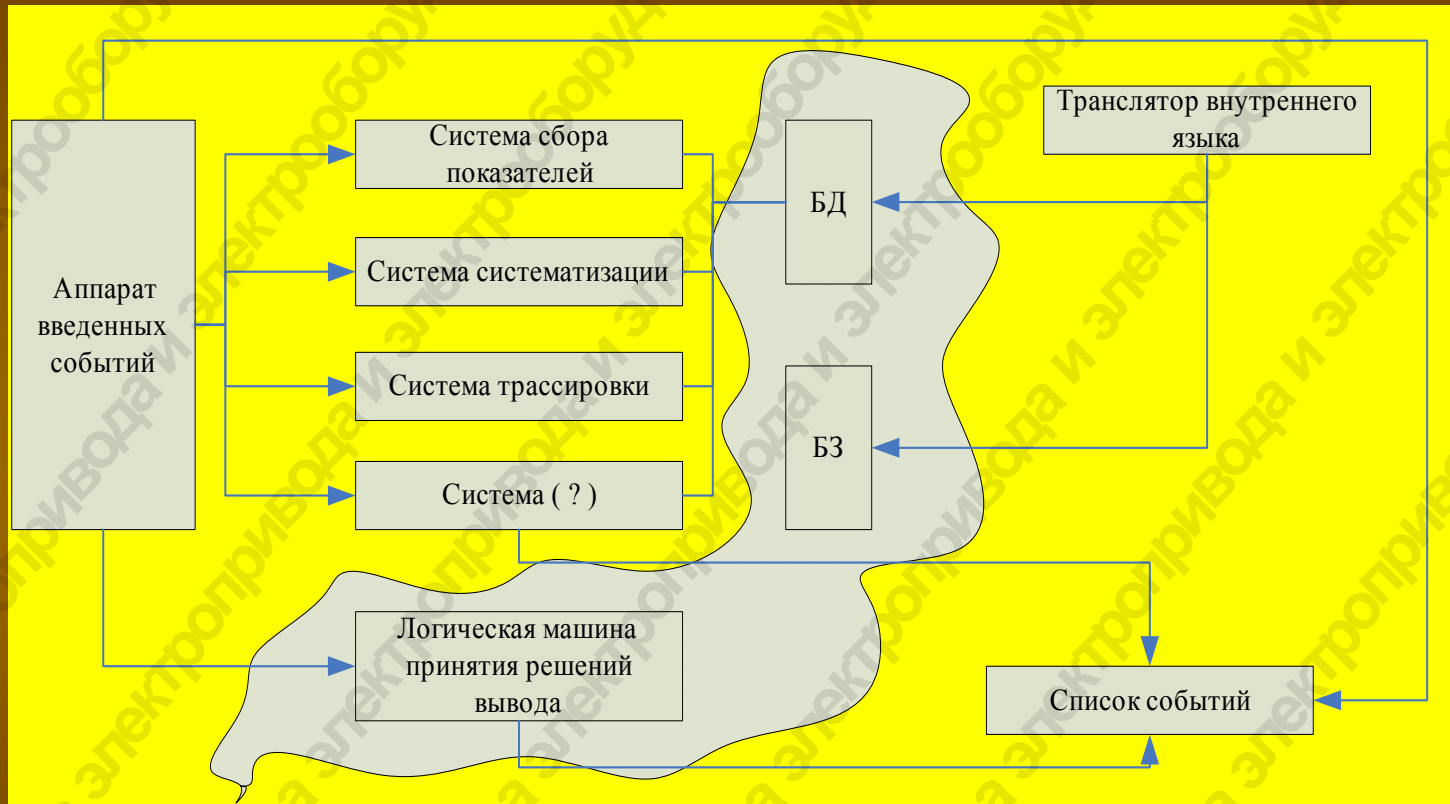 Аппарат
введенных
событий
Система сбора
показателей
Система систематизации
Система трассировки
Система ( ? )
Логическая машина
принятия решений
вывода
БД
БЗ
Транслятор внутреннего
языка
Список событий